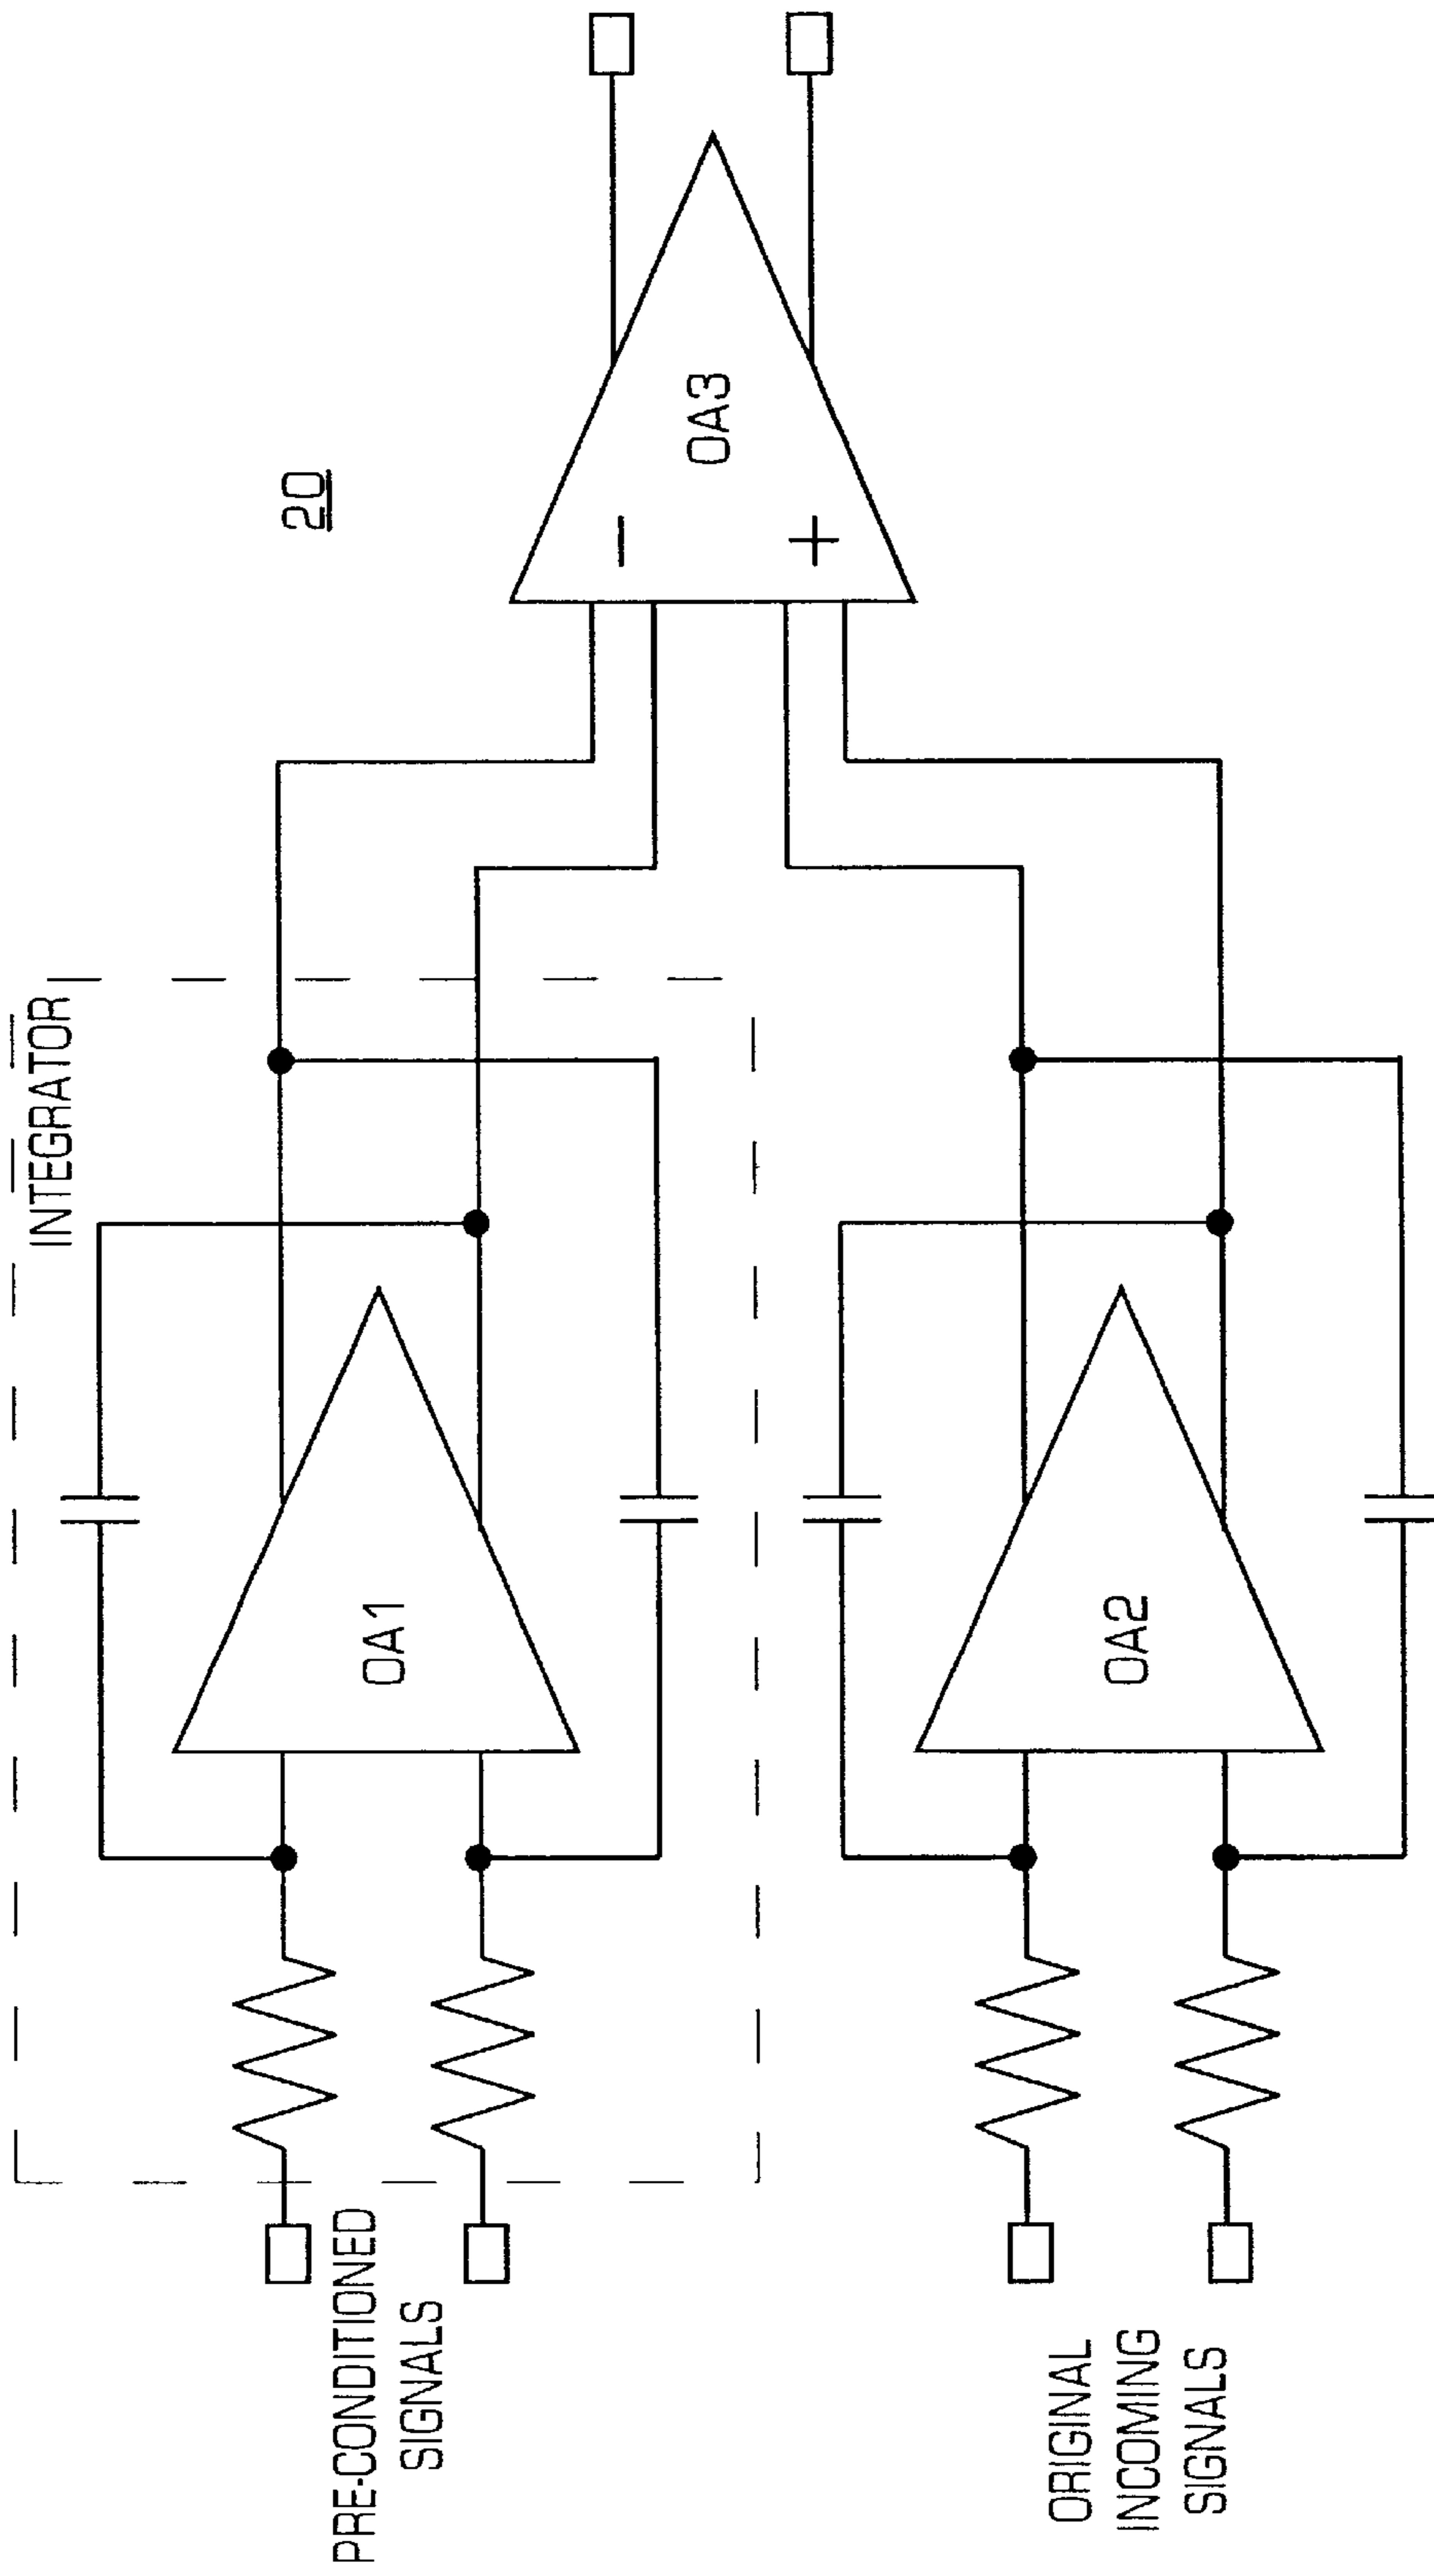 INTEGRATOR
20
OA1
OA3
− 
+
OA2
PRE-CONDITIONED
SIGNALS
ORIGINAL
INCOMING
SIGNALS